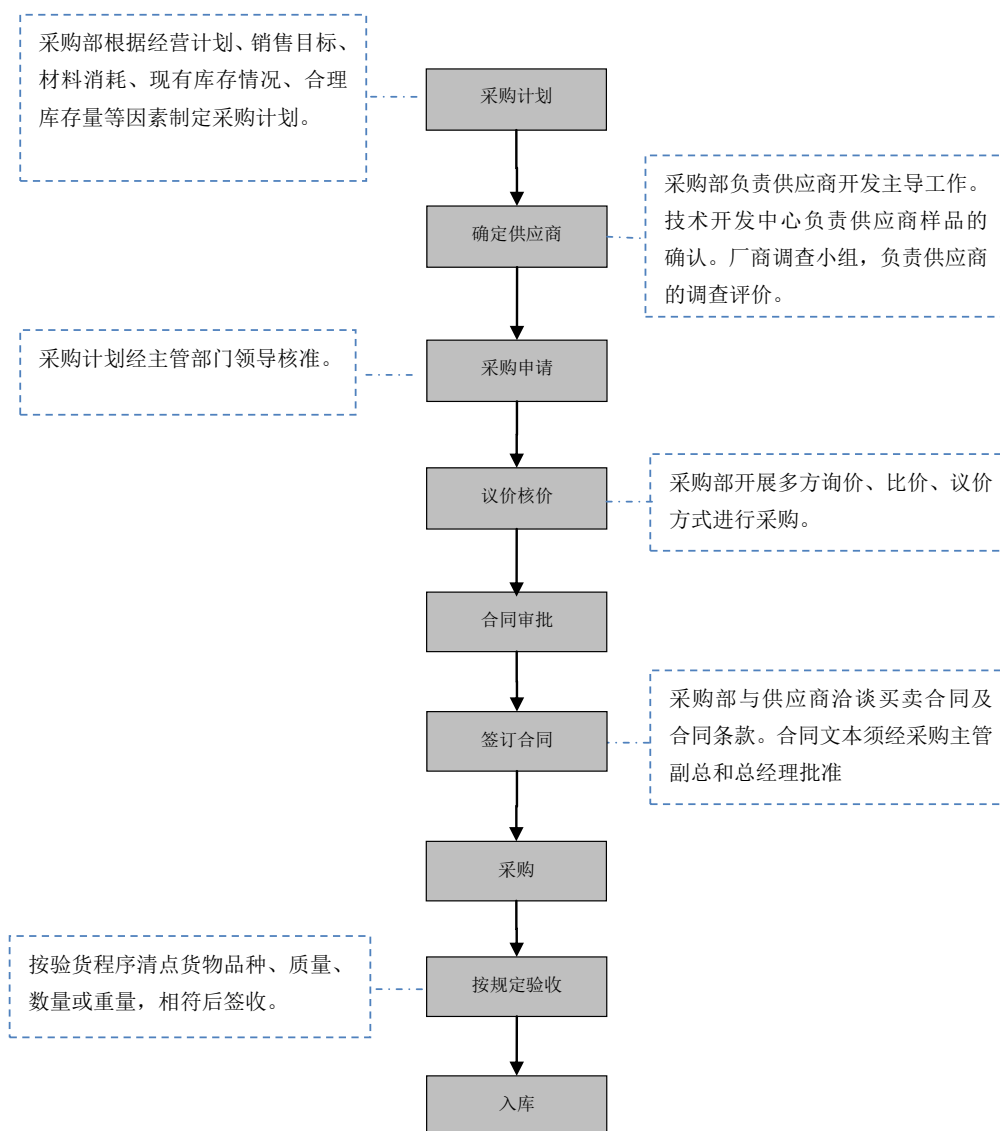 采购部根据经营计划、销售目标、
材料消耗、现有库存情况、合理
库存量等因素制定采购计划。
采购计划
采购部负责供应商开发主导工作。
技术开发中心负责供应商样品的
确认。厂商调查小组，负责供应商
的调查评价。
确定供应商
采购计划经主管部门领导核准。
采购申请
议价核价
采购部开展多方询价、比价、议价
方式进行采购。
合同审批
采购部与供应商洽谈买卖合同及
合同条款。合同文本须经采购主管
副总和总经理批准
签订合同
采购
按验货程序清点货物品种、质量、
数量或重量，相符后签收。
按规定验收
入库